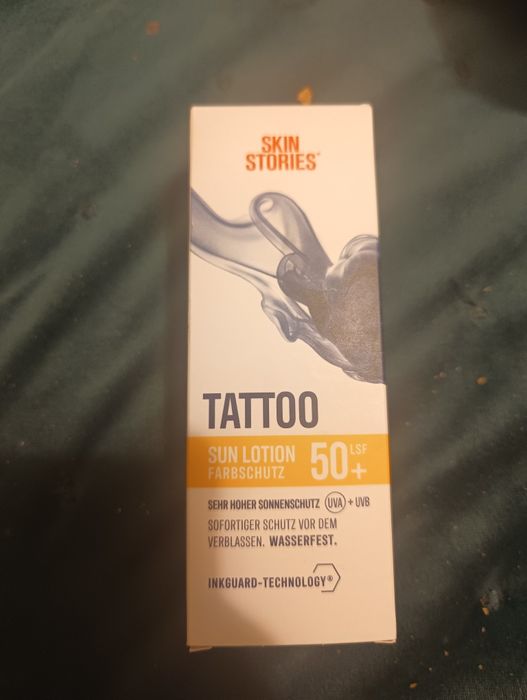 SKIN
STORIES®
TATTOO
SUN LOTION
FARBSCHUTZ
50+ LSF
SEHR HOHER SONNENSCHUTZ UVA + UVB
SOFORTIGER SCHUTZ VOR DEM
VERBLASSEN. WASSERFEST.
INKGUARD-TECHNOLOGY®